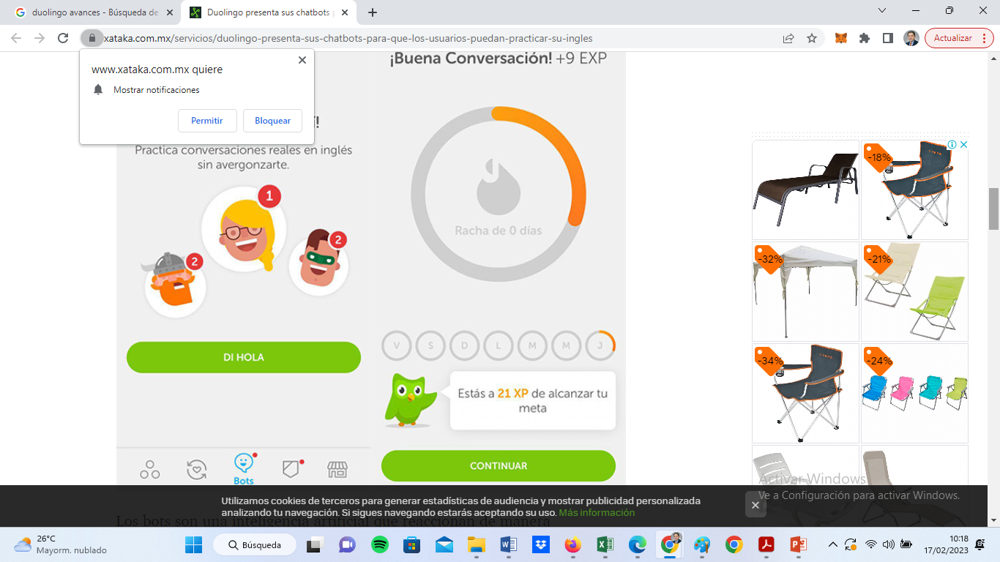 duolingo avances - Búsqueda de
Duolingo presenta sus chatbots p
xataka.com.mx/servicios/duolingo-presenta-sus-chatbots-para-que-los-usuarios-puedan-practicar-su-ingles
Actualizar
www.xataka.com.mx quiere
Mostrar notificaciones
Permitir
Bloquear
Practica conversaciones reales en inglés
sin avergonzarte.
1
2
2
DI HOLA
Bots
¡Buena Conversación! +9 EXP
Racha de 0 días
V S D L M M J
Estás a 21 XP de alcanzar tu
meta
CONTINUAR
-18%
-32%
-21%
-34%
-24%
Activar Windows
Ve a Configuración para activar Windows.
Utilizamos cookies de terceros para generar estadísticas de audiencia y mostrar publicidad personalizada
analizando tu navegación. Si sigues navegando estarás aceptando su uso. Más información
Los bots son una inteligencia artificial que reaccionan de manera
26°C
Mayorm. nublado
Búsqueda
10:18
17/02/2023